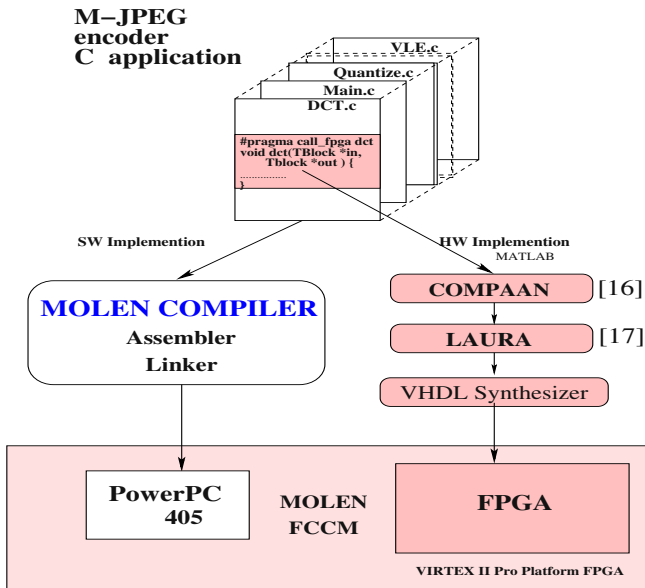 M-JPEG
encoder
C application
VLE.c
Quantize.c
Main.c
DCT.c
#pragma call_fpga dct
void dct(TBlock *in,
Tblock *out ) {
...............
}
SW Implemention
HW Implemention
MATLAB
MOLEN COMPILER
Assembler
Linker
COMPAAN
[16]
LAURA
[17]
VHDL Synthesizer
PowerPC
405
MOLEN
FCCM
FPGA
VIRTEX II Pro Platform FPGA